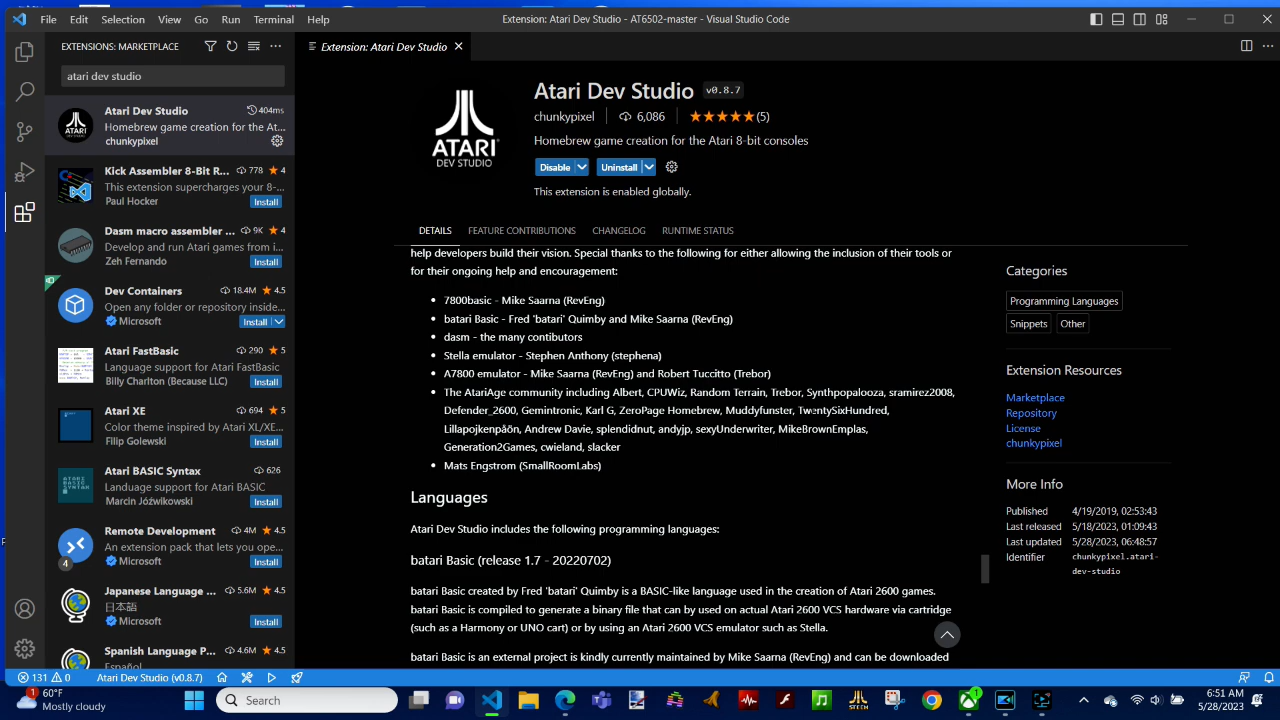 File Edit Selection View Go Run Terminal Help
Extension: Atari Dev Studio - AT6502-master - Visual Studio Code
EXTENSIONS: MARKETPLACE
atari dev studio
Atari Dev Studio 404ms
Homebrew game creation for the At...
chunkypixel
Kick Assembler 8-Bit R... 778 4
This extension supercharges your 8-...
Paul Hocker Install
Dasm macro assembler ... 9K 4
Develop and run Atari games from i...
Zeh Fernando Install
Dev Containers 18.4M 4.5
Open any folder or repository inside...
Microsoft Install
Atari FastBasic 290 5
Language support for Atari FastBasic
Billy Charlton (Because LLC) Install
Atari XE 694 5
Color theme inspired by Atari XL/XE...
Filip Golewski Install
Atari BASIC Syntax 626
Landuage support for Atari BASIC
Marcin Jóźwikowski Install
Remote Development 4M 4.5
An extension pack that lets you ope...
4
Microsoft Install
Japanese Language ... 5.6M 4.5
日本語
Microsoft Install
Spanish Language P... 4.6M 4.5
Español
Extension: Atari Dev Studio
ATARI
DEV STUDIO
Atari Dev Studio v0.8.7
chunkypixel 6,086 (5)
Homebrew game creation for the Atari 8-bit consoles
Disable Uninstall
This extension is enabled globally.
DETAILS FEATURE CONTRIBUTIONS CHANGELOG RUNTIME STATUS
help developers build their vision. Special thanks to the following for either allowing the inclusion of their tools or
for their ongoing help and encouragement:
• 7800basic - Mike Saarna (RevEng)
• batari Basic - Fred 'batari' Quimby and Mike Saarna (RevEng)
• dasm - the many contibutors
• Stella emulator - Stephen Anthony (stephena)
• A7800 emulator - Mike Saarna (RevEng) and Robert Tuccitto (Trebor)
• The AtariAge community including Albert, CPUWiz, Random Terrain, Trebor, Synthpopalooza, sramirez2008,
Defender_2600, Gemintronic, Karl G, ZeroPage Homebrew, Muddyfunster, TwentySixHundred,
Lillapojkenpåön, Andrew Davie, splendidnut, andyjp, sexyUnderwriter, MikeBrownEmplas,
Generation2Games, cwieland, slacker
• Mats Engstrom (SmallRoomLabs)
Languages
Atari Dev Studio includes the following programming languages:
batari Basic (release 1.7 - 20220702)
batari Basic created by Fred 'batari' Quimby is a BASIC-like language used in the creation of Atari 2600 games.
batari Basic is compiled to generate a binary file that can by used on actual Atari 2600 VCS hardware via cartridge
(such as a Harmony or UNO cart) or by using an Atari 2600 VCS emulator such as Stella.
batari Basic is an external project is kindly currently maintained by Mike Saarna (RevEng) and can be downloaded
Categories
Programming Languages
Snippets Other
Extension Resources
Marketplace
Repository
License
chunkypixel
More Info
Published 4/19/2019, 02:53:43
Last released 5/18/2023, 01:09:43
Last updated 5/28/2023, 06:48:57
Identifier chunkypixel.atari-
dev-studio
131 0 Atari Dev Studio (v0.8.7)
1 60°F
Mostly cloudy
Search
STEEM
1
6:51 AM
5/28/2023